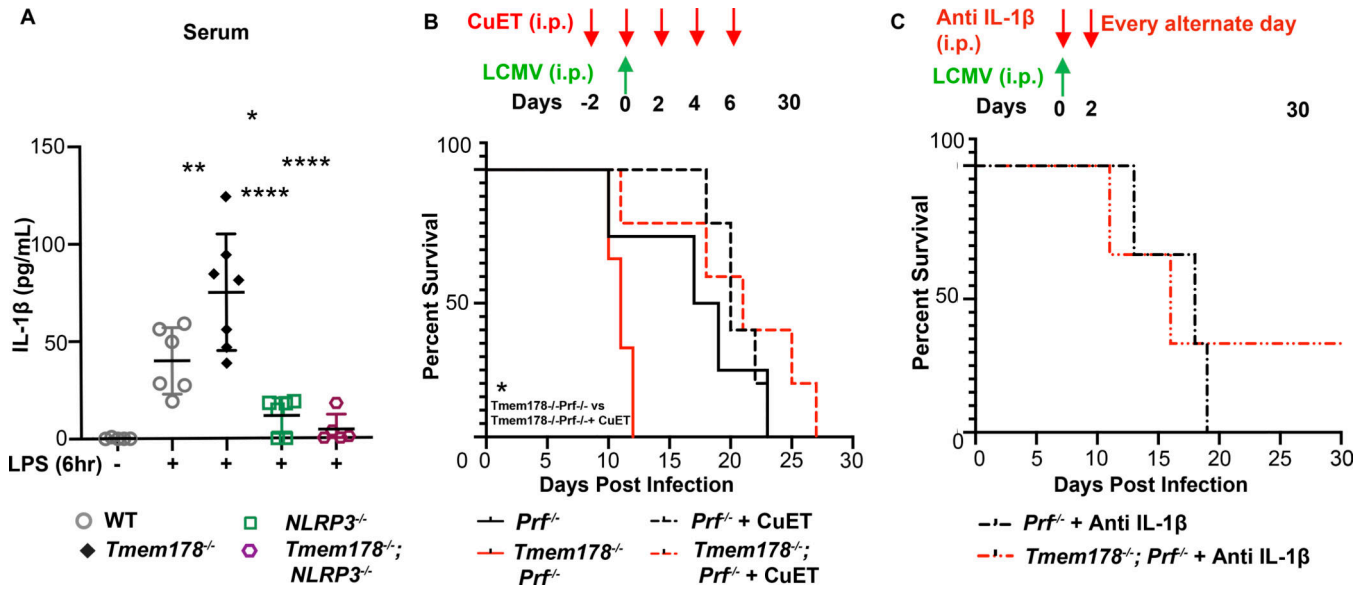 A
Serum
*
**
****
****
150
100
50
0
IL-1β (pg/mL)
LPS (6hr) - + + + +
WT
Tmem178-/-
NLRP3-/-
Tmem178-/-;
NLRP3-/-
B
CuET (i.p.)
LCMV (i.p.)
Days -2 0 2 4 6 30
100
50
0
Percent Survival
*
Tmem178-/-Prf-/- vs
Tmem178-/-Prf-/-+ CuET
0 5 10 15 20 25 30
Days Post Infection
Prf-/-
Tmem178-/-
Prf-/-
Prf-/- + CuET
Tmem178-/-;
Prf-/- + CuET
C
Anti IL-1β
(i.p.)
Every alternate day
LCMV (i.p.)
Days 0 2 30
100
50
0
Percent Survival
0 5 10 15 20 25 30
Days Post Infection
Prf-/- + Anti IL-1β
Tmem178-/-; Prf-/- + Anti IL-1β